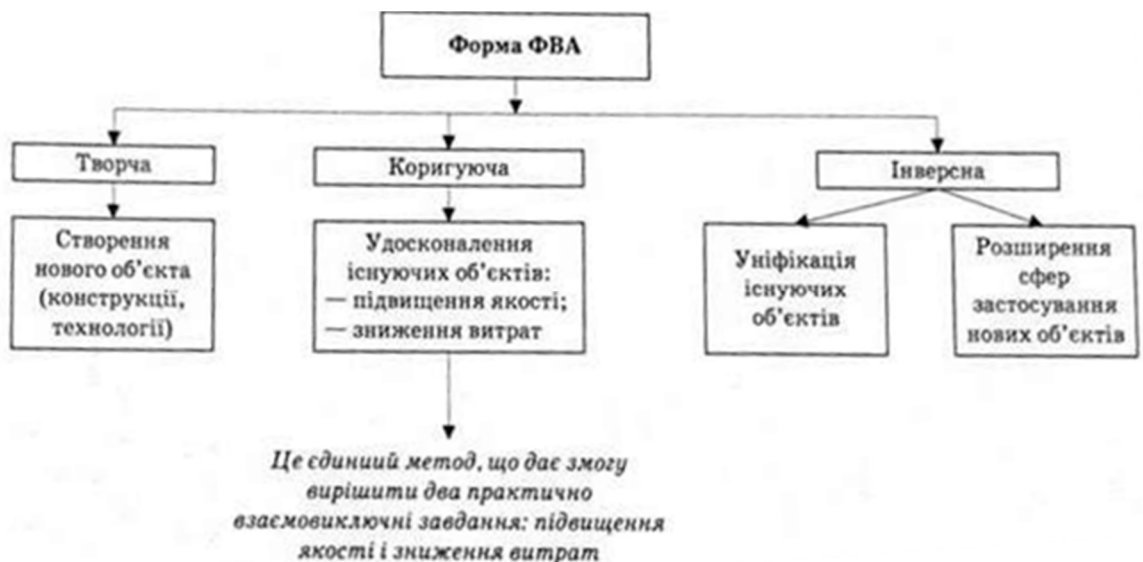 Форма ФВА
Творча
Коригуюча
Інверсна
Створення
нового об’єкта
(конструкції,
технології)
Удосконалення
існуючих об’єктів:
— підвищення якості;
— зниження витрат
Уніфікація
існуючих
об’єктів
Розширення
сфер
застосування
нових об’єктів
Це єдиний метод, що дає змогу
вирішити два практично
взаємовиключні завдання: підвищення
якості і зниження витрат